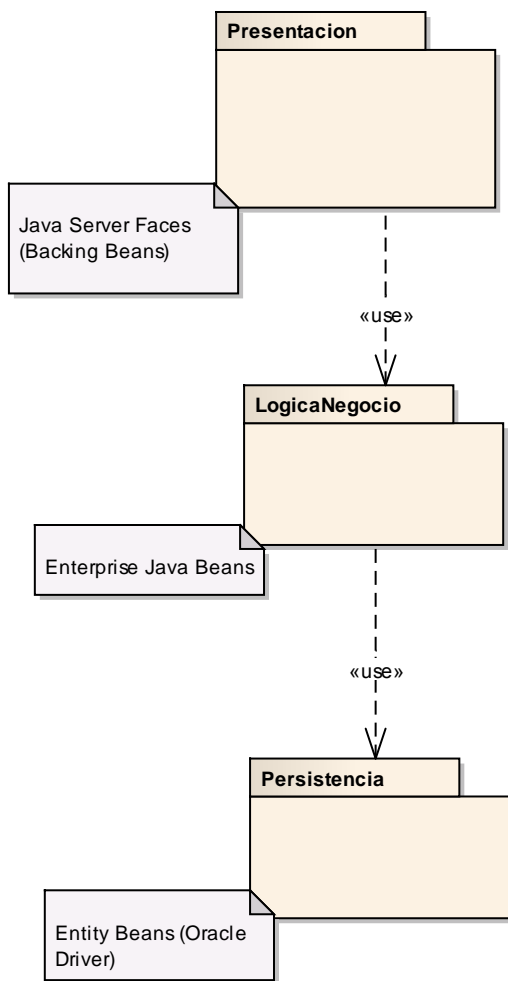 Presentacion
Java Server Faces
(Backing Beans)
«use»
LogicaNegocio
Enterprise Java Beans
«use»
Persistencia
Entity Beans (Oracle
Driver)